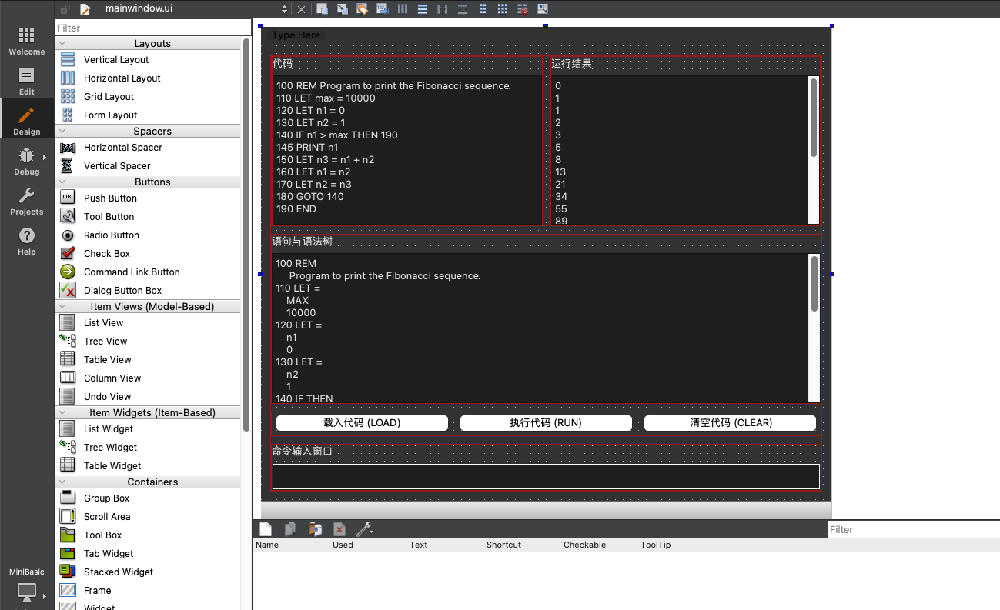 mainwindow.ui
Welcome
Edit
Design
Debug
Projects
Help
MiniBasic
Filter
Layouts
Vertical Layout
Horizontal Layout
Grid Layout
Form Layout
Spacers
Horizontal Spacer
Vertical Spacer
Buttons
OK
Push Button
Tool Button
Radio Button
Check Box
Command Link Button
Dialog Button Box
Item Views (Model-Based)
List View
Tree View
Table View
Column View
Undo View
Item Widgets (Item-Based)
List Widget
Tree Widget
Table Widget
Containers
Group Box
Scroll Area
Tool Box
Tab Widget
Stacked Widget
Frame
Widget
Type Here
代码
100 REM Program to print the Fibonacci sequence.
110 LET max = 10000
120 LET n1 = 0
130 LET n2 = 1
140 IF n1 > max THEN 190
145 PRINT n1
150 LET n3 = n1 + n2
160 LET n1 = n2
170 LET n2 = n3
180 GOTO 140
190 END
运行结果
0
1
1
2
3
5
8
13
21
34
55
89
语句与语法树
100 REM
Program to print the Fibonacci sequence.
110 LET =
MAX
10000
120 LET =
n1
0
130 LET =
n2
1
140 IF THEN
载入代码 (LOAD)
执行代码 (RUN)
清空代码 (CLEAR)
命令输入窗口
Filter
Name
Used
Text
Shortcut
Checkable
ToolTip